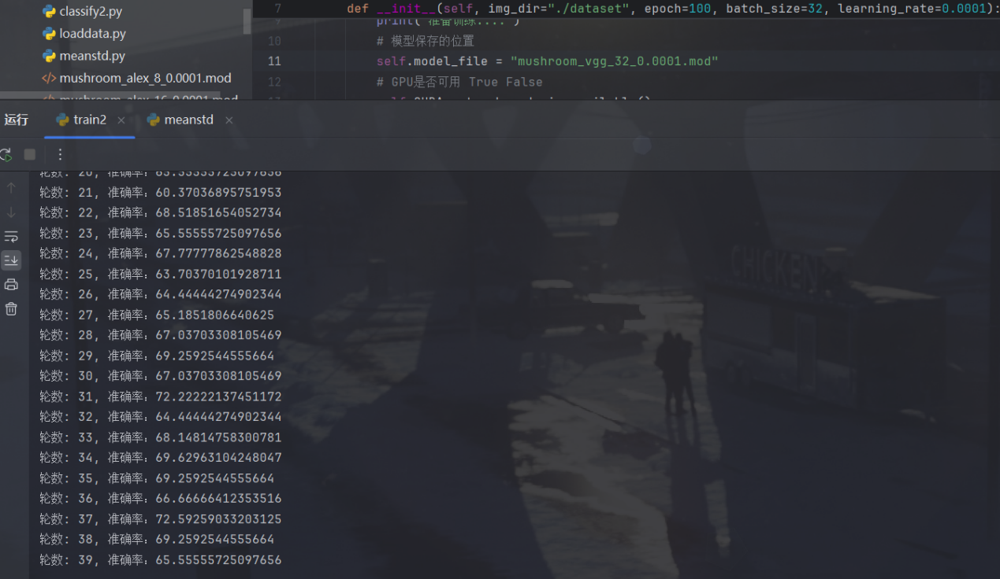 classify2.py
loaddata.py
meanstd.py
mushroom_alex_8_0.0001.mod
7 def __init__(self, img_dir="./dataset", epoch=100, batch_size=32, learning_rate=0.0001):
10 # 模型保存的位置
11 self.model_file = "mushroom_vgg_32_0.0001.mod"
12 # GPU是否可用 True False
运行 train2 × meanstd ×
轮数: 20, 准确率:
轮数: 21, 准确率: 60.37036895751953
轮数: 22, 准确率: 68.51851654052734
轮数: 23, 准确率: 65.55555725097656
轮数: 24, 准确率: 67.77777862548828
轮数: 25, 准确率: 63.70370101928711
轮数: 26, 准确率: 64.44444274902344
轮数: 27, 准确率: 65.1851806640625
轮数: 28, 准确率: 67.03703308105469
轮数: 29, 准确率: 69.2592544555664
轮数: 30, 准确率: 67.03703308105469
轮数: 31, 准确率: 72.22222137451172
轮数: 32, 准确率: 64.44444274902344
轮数: 33, 准确率: 68.14814758300781
轮数: 34, 准确率: 69.62963104248047
轮数: 35, 准确率: 69.2592544555664
轮数: 36, 准确率: 66.66666412353516
轮数: 37, 准确率: 72.59259033203125
轮数: 38, 准确率: 69.2592544555664
轮数: 39, 准确率: 65.55555725097656
CHICKEN